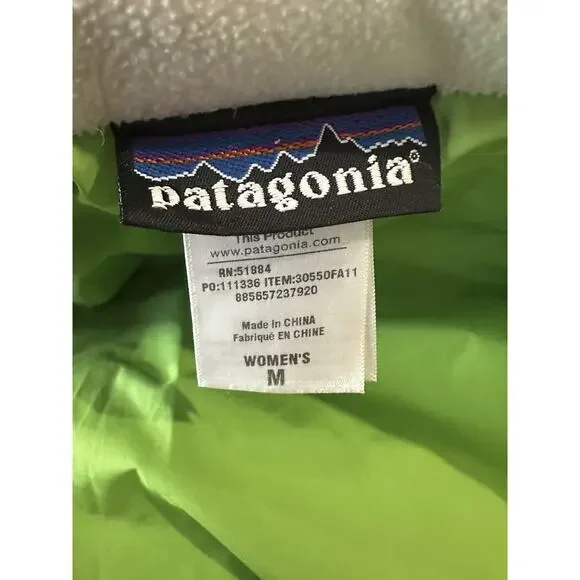 patagonia®
This Product
www.patagonia.com
RN:51884
PO:111336 ITEM:30550FA11
885657237920
Made In CHINA
Fabriqué EN CHINE
WOMEN'S
M